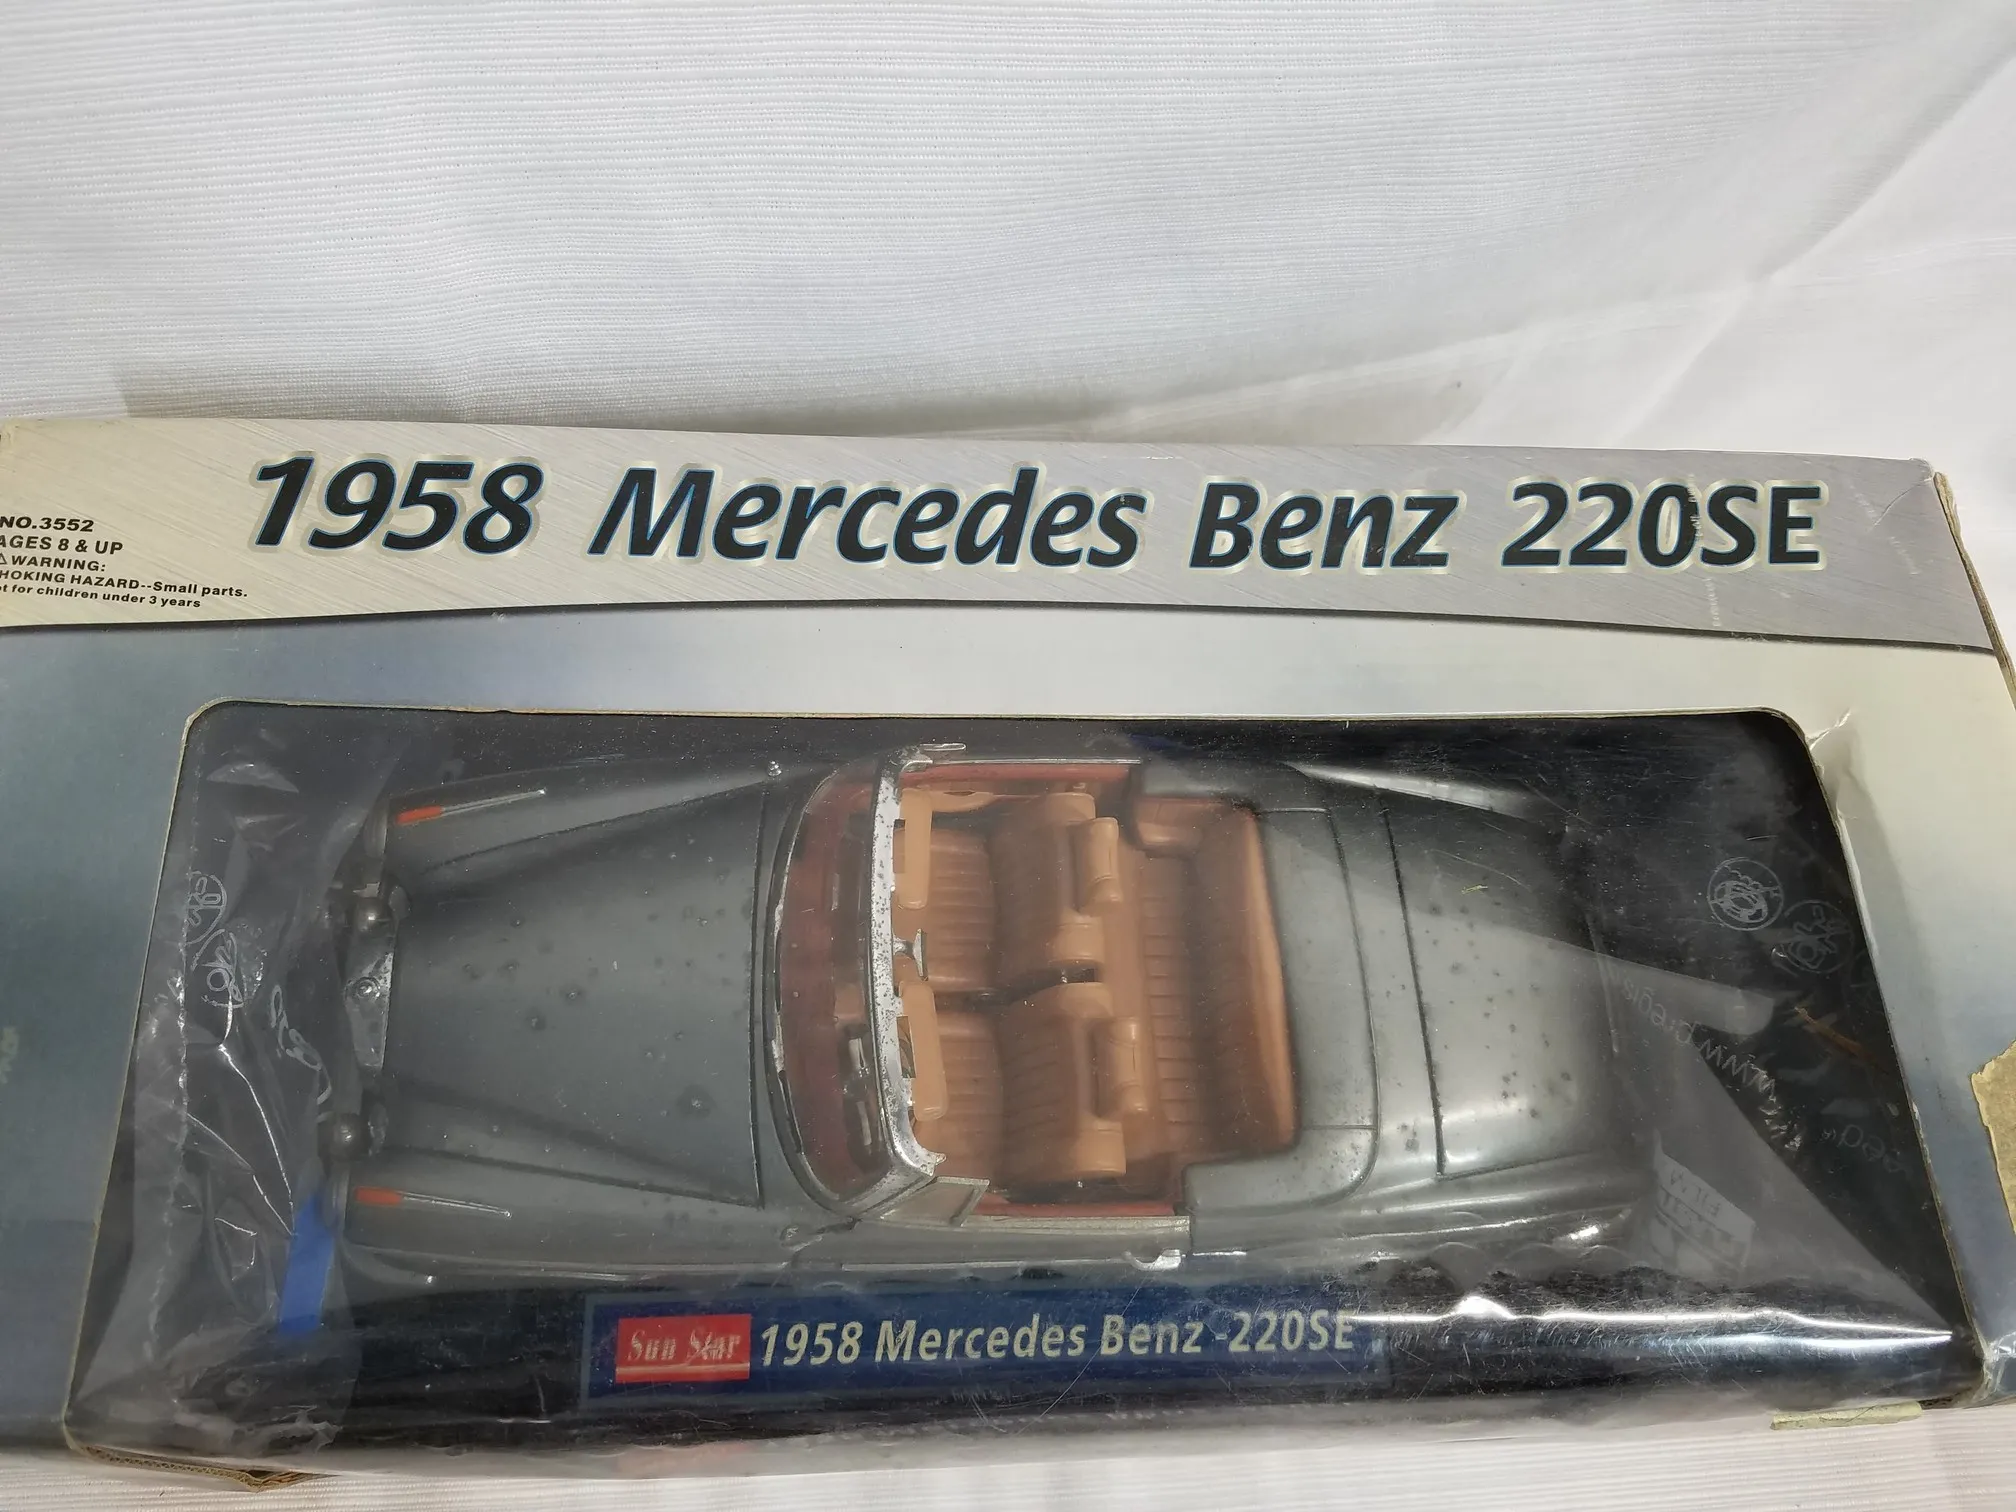 1958 Mercedes Benz 220SE
NO.3552
AGES 8 & UP
⚠WARNING:
HOKING HAZARD--Small parts.
ot for children under 3 years
Sun Star 1958 Mercedes Benz -220SE